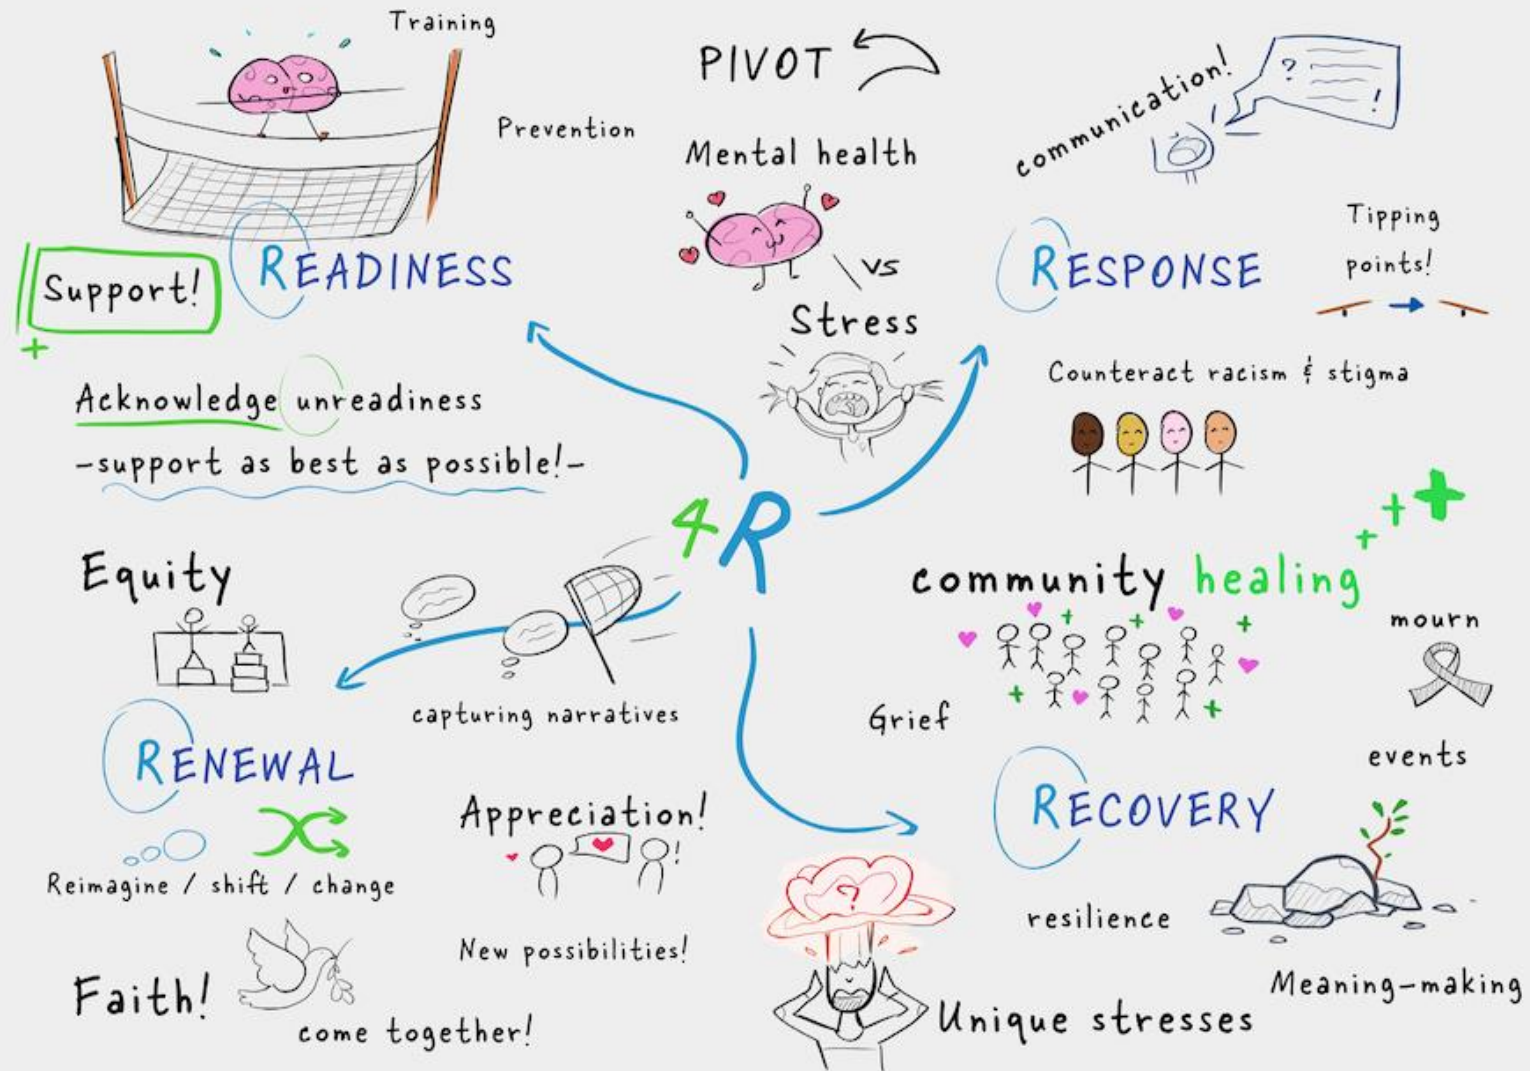 Training
Prevention
Support!
READINESS
+
Acknowledge unreadiness
-support as best as possible!-
PIVOT
Mental health
vs
Stress
communication!
? !
RESPONSE
Tipping
points!
Counteract racism & stigma
4R
Equity
capturing narratives
RENEWAL
Reimagine / shift / change
Appreciation!
!
New possibilities!
Faith!
come together!
community healing
mourn
Grief
events
RECOVERY
?
resilience
Meaning-making
Unique stresses